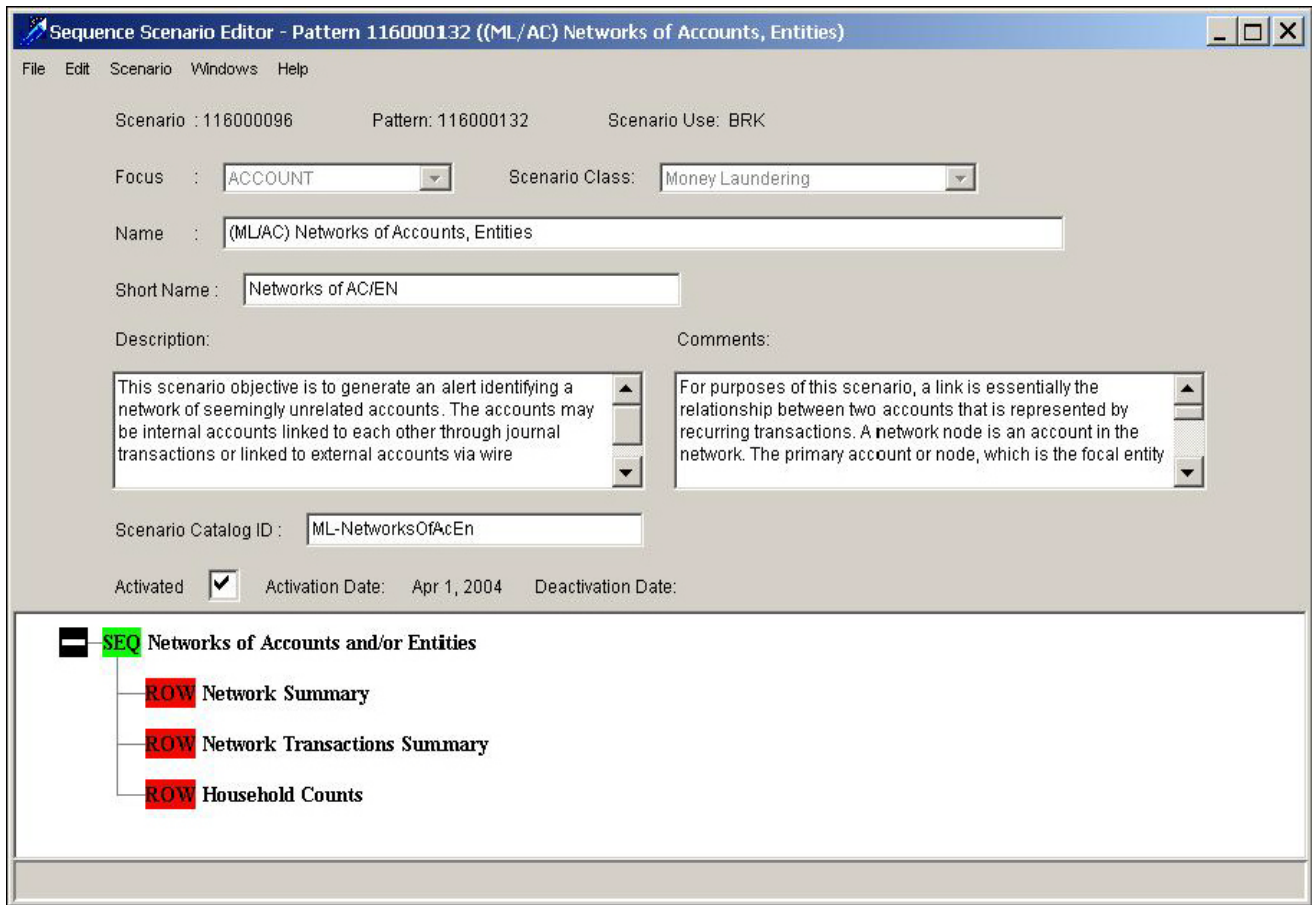 Sequence Scenario Editor - Pattern 116000132 ((ML/AC) Networks of Accounts, Entities)
File Edit Scenario Windows Help
Scenario : 116000096 Pattern: 116000132 Scenario Use: BRK
Focus : ACCOUNT Scenario Class: Money Laundering
Name : (ML/AC) Networks of Accounts, Entities
Short Name : Networks of AC/EN
Description: Comments:
This scenario objective is to generate an alert identifying a
network of seemingly unrelated accounts. The accounts may
be internal accounts linked to each other through journal
transactions or linked to external accounts via wire
For purposes of this scenario, a link is essentially the
relationship between two accounts that is represented by
recurring transactions. A network node is an account in the
network. The primary account or node, which is the focal entity
Scenario Catalog ID : ML-NetworksOfAcEn
Activated Activation Date: Apr 1, 2004 Deactivation Date:
SEQ Networks of Accounts and/or Entities
ROW Network Summary
ROW Network Transactions Summary
ROW Household Counts